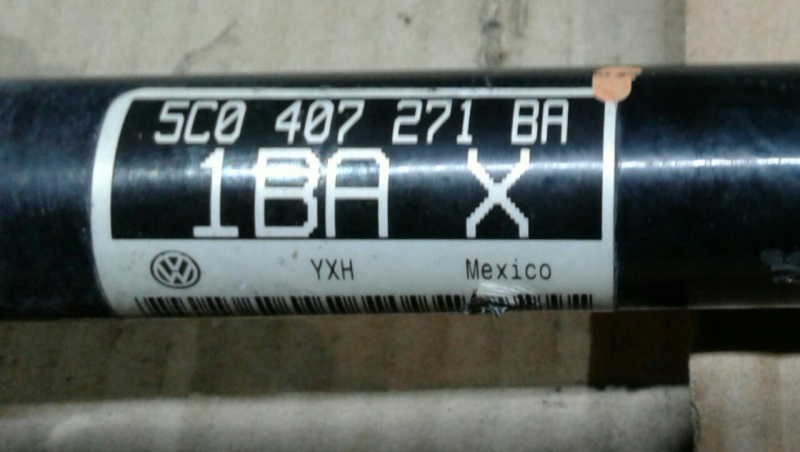 5C0 407 271 BA
1BA X
YXH Mexico